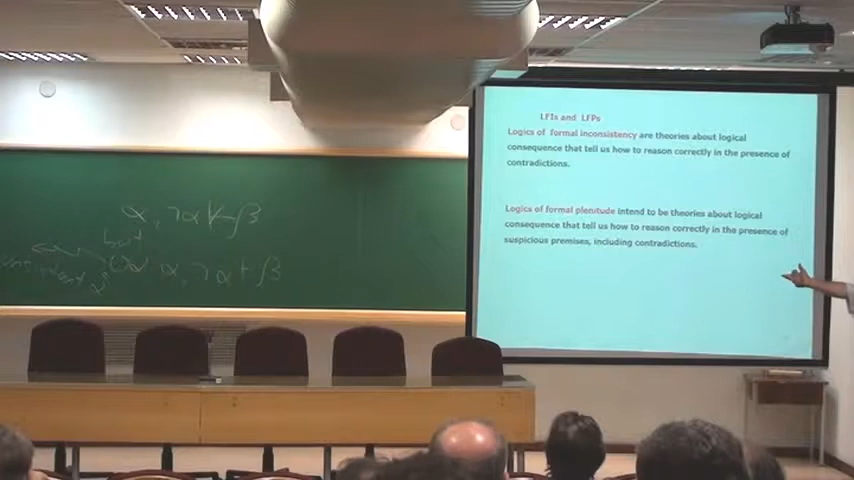 α, ¬α ⊬ β
∘α, α, ¬α ⊢ β
LFIs and LFPs
Logics of formal inconsistency are theories about logical
consequence that tell us how to reason correctly in the presence of
contradictions.
Logics of formal plenitude intend to be theories about logical
consequence that tell us how to reason correctly in the presence of
suspicious premises, including contradictions.